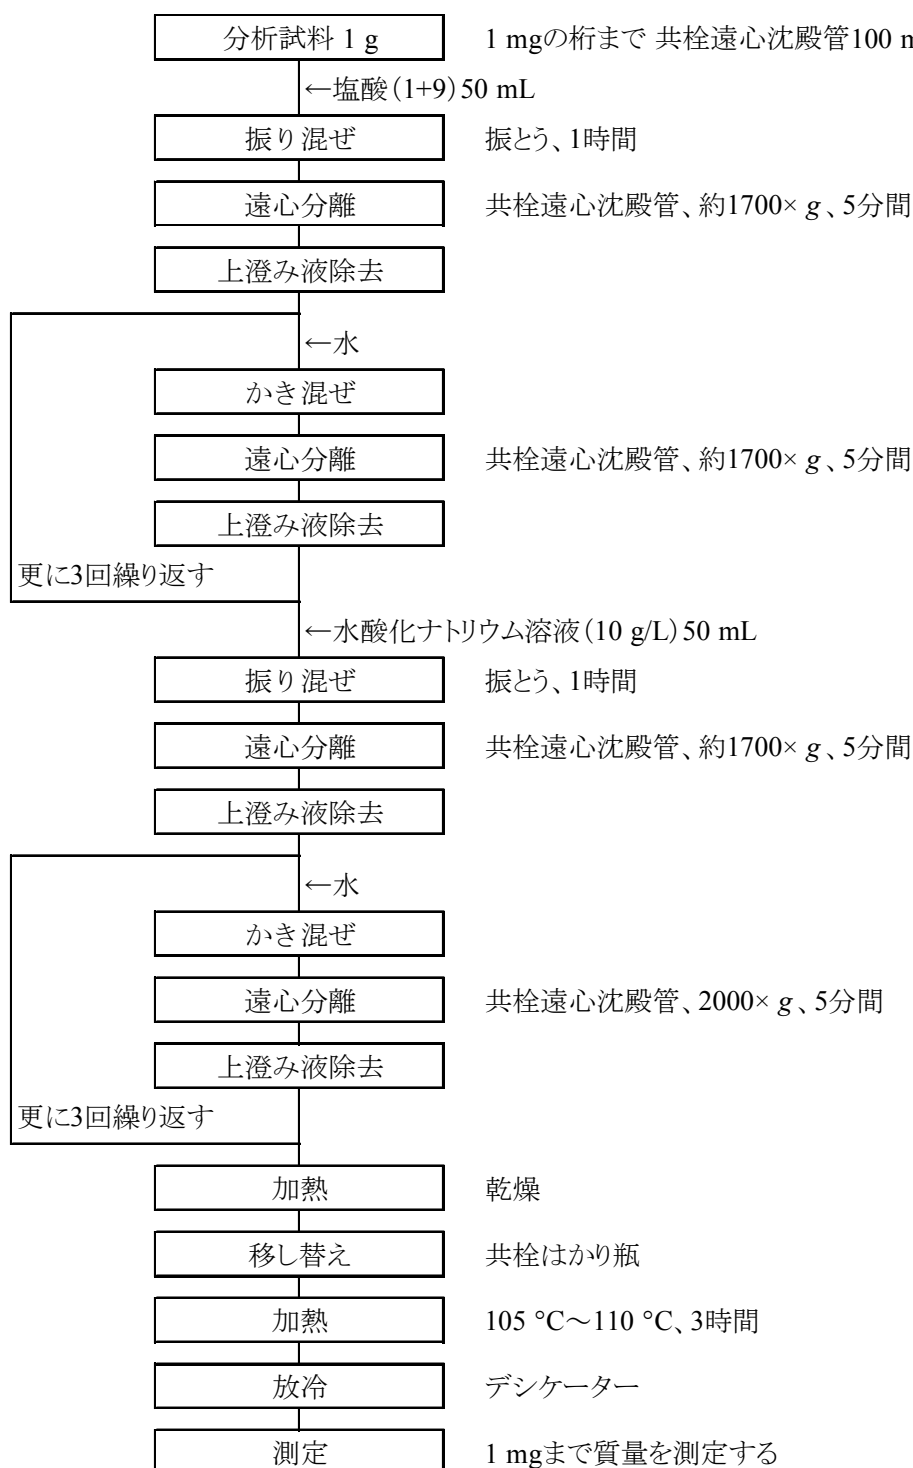 分析試料 1 g 1 mgの桁まで 共栓遠心沈殿管100 m
←塩酸(1+9)50 mL
振り混ぜ 振とう、1時間
遠心分離 共栓遠心沈殿管、約1700× g 、5分間
上澄み液除去
←水
かき混ぜ
遠心分離 共栓遠心沈殿管、約1700× g 、5分間
上澄み液除去
更に3回繰り返す
←水酸化ナトリウム溶液(10 g/L)50 mL
振り混ぜ 振とう、1時間
遠心分離 共栓遠心沈殿管、約1700× g 、5分間
上澄み液除去
←水
かき混ぜ
遠心分離 共栓遠心沈殿管、2000× g 、5分間
上澄み液除去
更に3回繰り返す
加熱 乾燥
移し替え 共栓はかり瓶
加熱 105 °C～110 °C、3時間
放冷 デシケーター
測定 1 mgまで質量を測定する